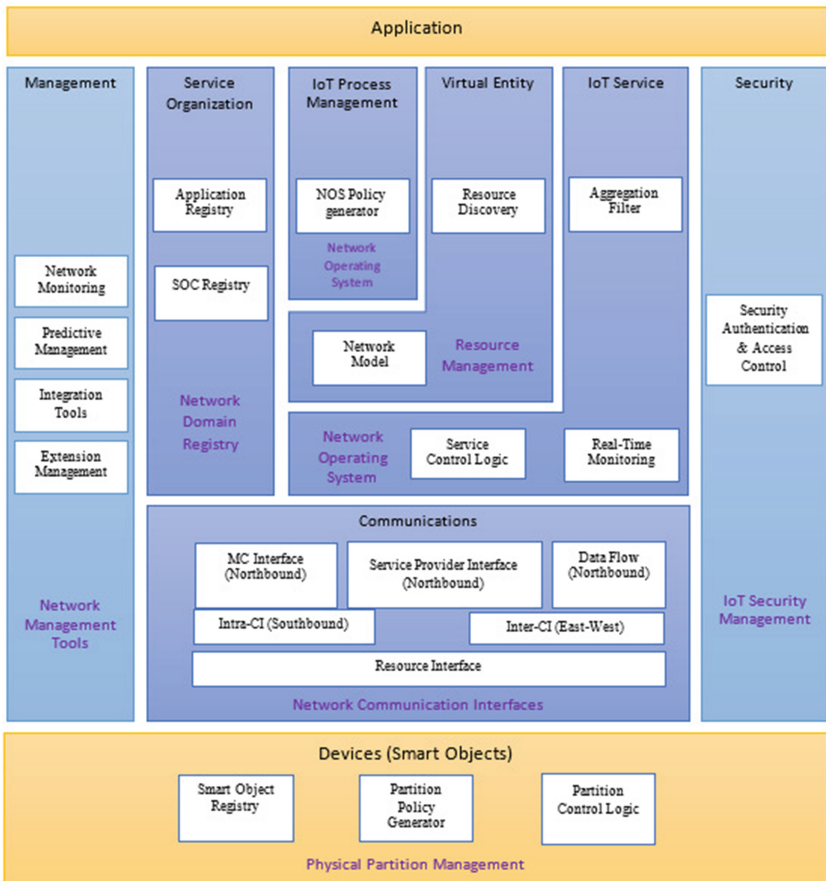 Application
Management
Network
Monitoring
Predictive
Management
Integration
Tools
Extension
Management
Network
Management
Tools
Service
Organization
Application
Registry
SOC Registry
Network
Domain
Registry
IoT Process
Management
NOS Policy
generator
Network
Operating
System
Virtual Entity
Resource
Discovery
Network
Model
Resource
Management
IoT Service
Aggregation
Filter
Network
Operating
System
Service
Control Logic
Real-Time
Monitoring
Security
Security
Authentication
& Access
Control
IoT Security
Management
Communications
MC Interface
(Northbound)
Service Provider Interface
(Northbound)
Data Flow
(Northbound)
Intra-CI (Southbound)
Inter-CI (East-West)
Resource Interface
Network Communication Interfaces
Devices (Smart Objects)
Smart Object
Registry
Partition
Policy
Generator
Partition
Control Logic
Physical Partition Management